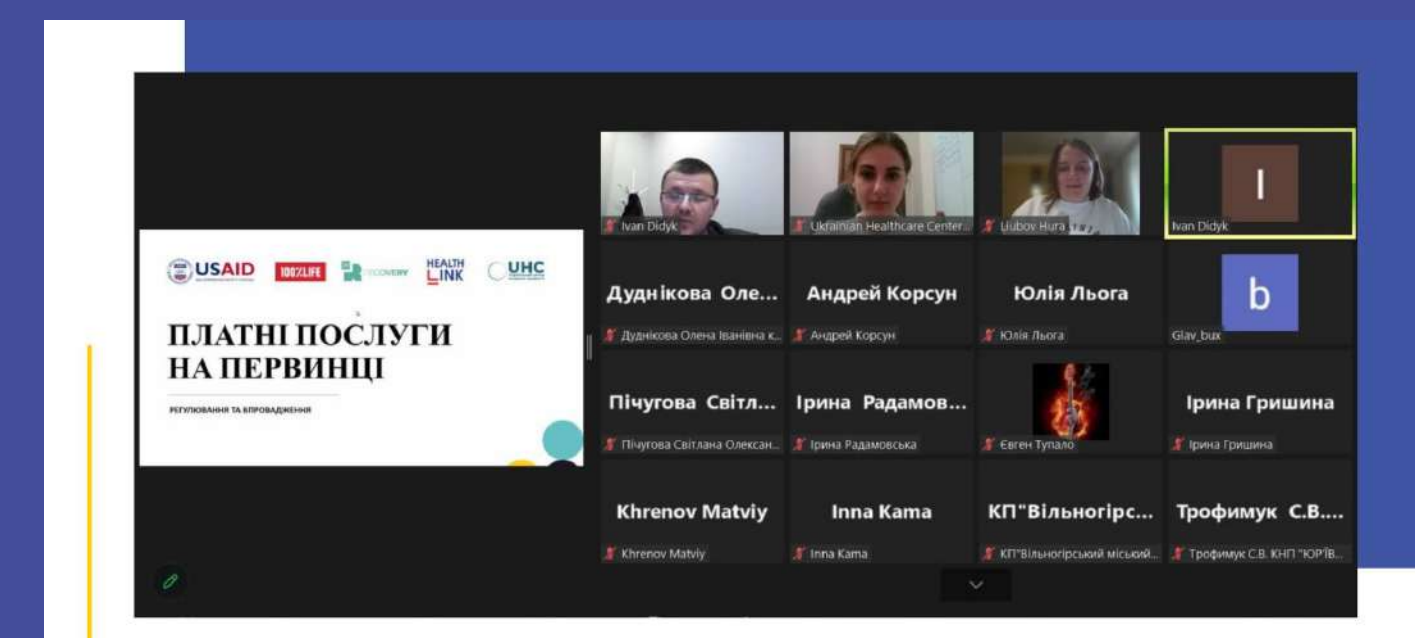 Ivan Didyk
Ukrainian Healthcare Center...
Liubov Hura
I
Ivan Didyk
USAID
100%LIFE
RECOVERY
HEALTH
LINK
UHC
ПЛАТНІ ПОСЛУГИ
НА ПЕРВИНЦІ
РЕГУЛЮВАННЯ ТА ВПРОВАДЖЕННЯ
Дуднікова Оле...
Дуднікова Олена Іванівна к...
Андрей Корсун
Андрей Корсун
Юлія Льога
Юлія Льога
b
Glav_bux
Пічугова Світл...
Пічугова Світлана Олексан...
Ірина Радамов...
Ірина Радамовська
Євген Тупало
Ірина Гришина
Ірина Гришина
Khrenov Matviy
Khrenov Matviy
Inna Kama
Inna Kama
КП"Вільногірс...
КП"Вільногірський міський...
Трофимук С.В....
Трофимук С.В. КНП "ЮР'ЇВ...